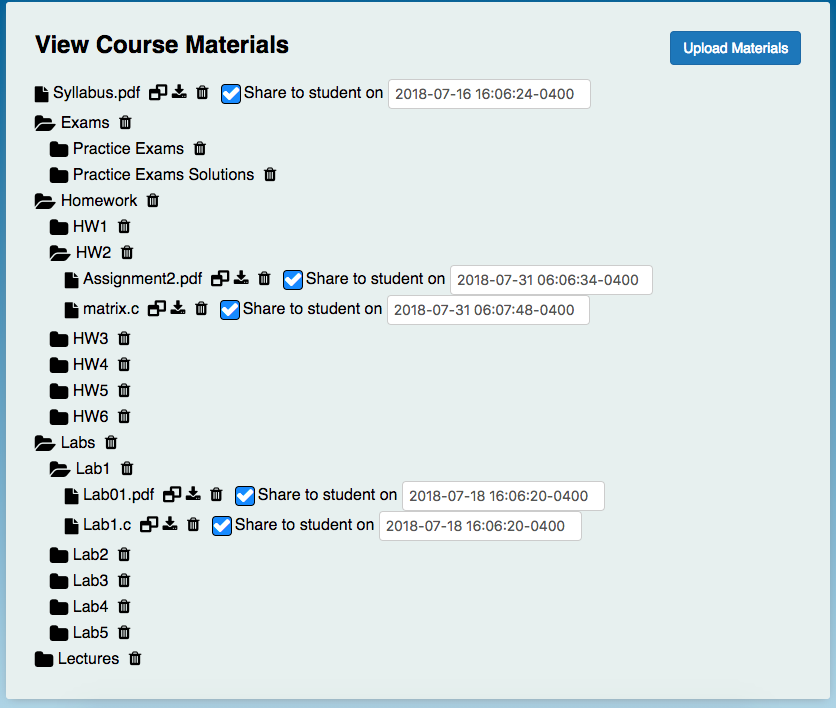 View Course Materials
Upload Materials
Syllabus.pdf Share to student on 2018-07-16 16:06:24-0400
Exams
Practice Exams
Practice Exams Solutions
Homework
HW1
HW2
Assignment2.pdf Share to student on 2018-07-31 06:06:34-0400
matrix.c Share to student on 2018-07-31 06:07:48-0400
HW3
HW4
HW5
HW6
Labs
Lab1
Lab01.pdf Share to student on 2018-07-18 16:06:20-0400
Lab1.c Share to student on 2018-07-18 16:06:20-0400
Lab2
Lab3
Lab4
Lab5
Lectures